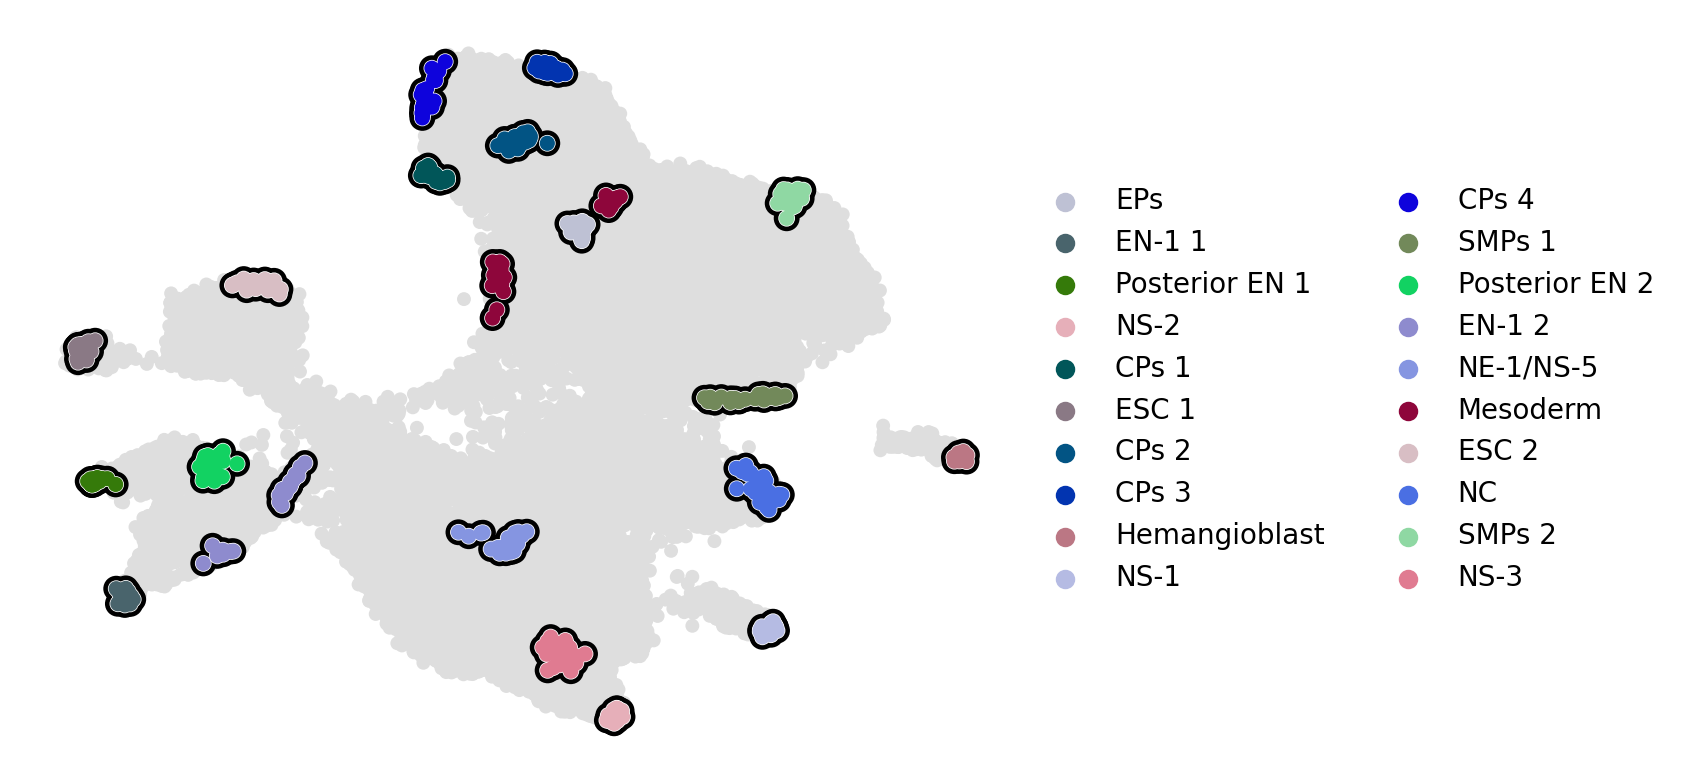 EPs
EN-1 1
Posterior EN 1
NS-2
CPs 1
ESC 1
CPs 2
CPs 3
Hemangioblast
NS-1
CPs 4
SMPs 1
Posterior EN 2
EN-1 2
NE-1/NS-5
Mesoderm
ESC 2
NC
SMPs 2
NS-3